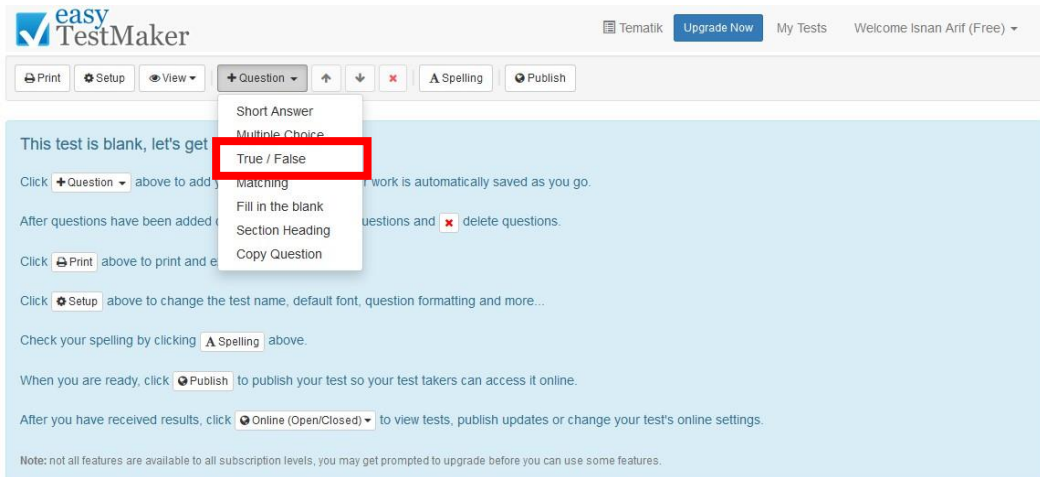 easy
TestMaker
Tematik Upgrade Now My Tests Welcome Isnan Arif (Free)
Print Setup View + Question A Spelling Publish
Short Answer
Multiple Choice
True / False
Matching
Fill in the blank
Section Heading
Copy Question
This test is blank, let's get
Click + Question above to add work is automatically saved as you go.
After questions have been added uestions and delete questions.
Click Print above to print and e
Click Setup above to change the test name, default font, question formatting and more...
Check your spelling by clicking A Spelling above.
When you are ready, click Publish to publish your test so your test takers can access it online.
After you have received results, click Online (Open/Closed) to view tests, publish updates or change your test's online settings.
Note: not all features are available to all subscription levels, you may get prompted to upgrade before you can use some features.